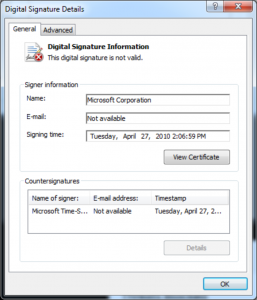 Digital Signature Details
General
Advanced
Digital Signature Information
This digital signature is not valid.
Signer information
Name: Microsoft Corporation
E-mail: Not available
Signing time: Tuesday, April 27, 2010 2:06:59 PM
View Certificate
Countersignatures
Name of signer: E-mail address: Timestamp
Microsoft Time-S... Not available Tuesday, April 27, 2...
Details
OK